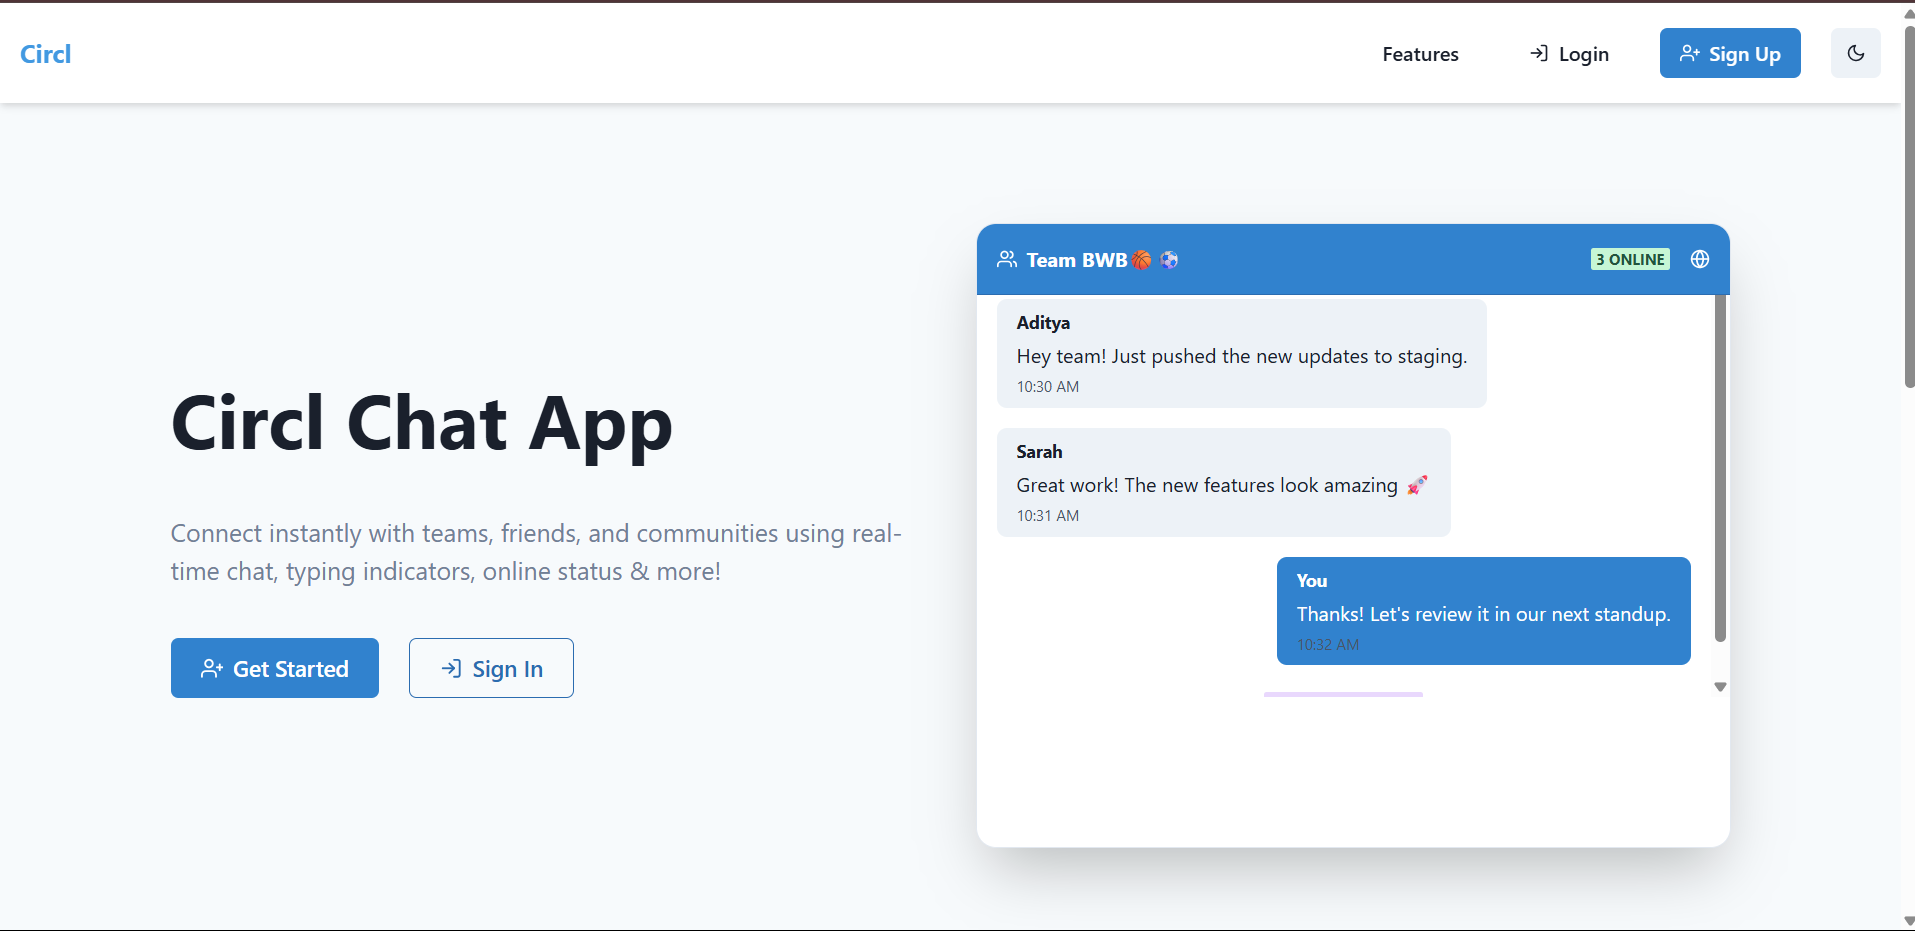 Circl
Features
Login
Sign Up
Circl Chat App
Connect instantly with teams, friends, and communities using real-
time chat, typing indicators, online status & more!
Get Started
Sign In
Team BWB🏀 ⚽
3 ONLINE
Aditya
Hey team! Just pushed the new updates to staging.
10:30 AM
Sarah
Great work! The new features look amazing 🚀
10:31 AM
You
Thanks! Let's review it in our next standup.
10:32 AM